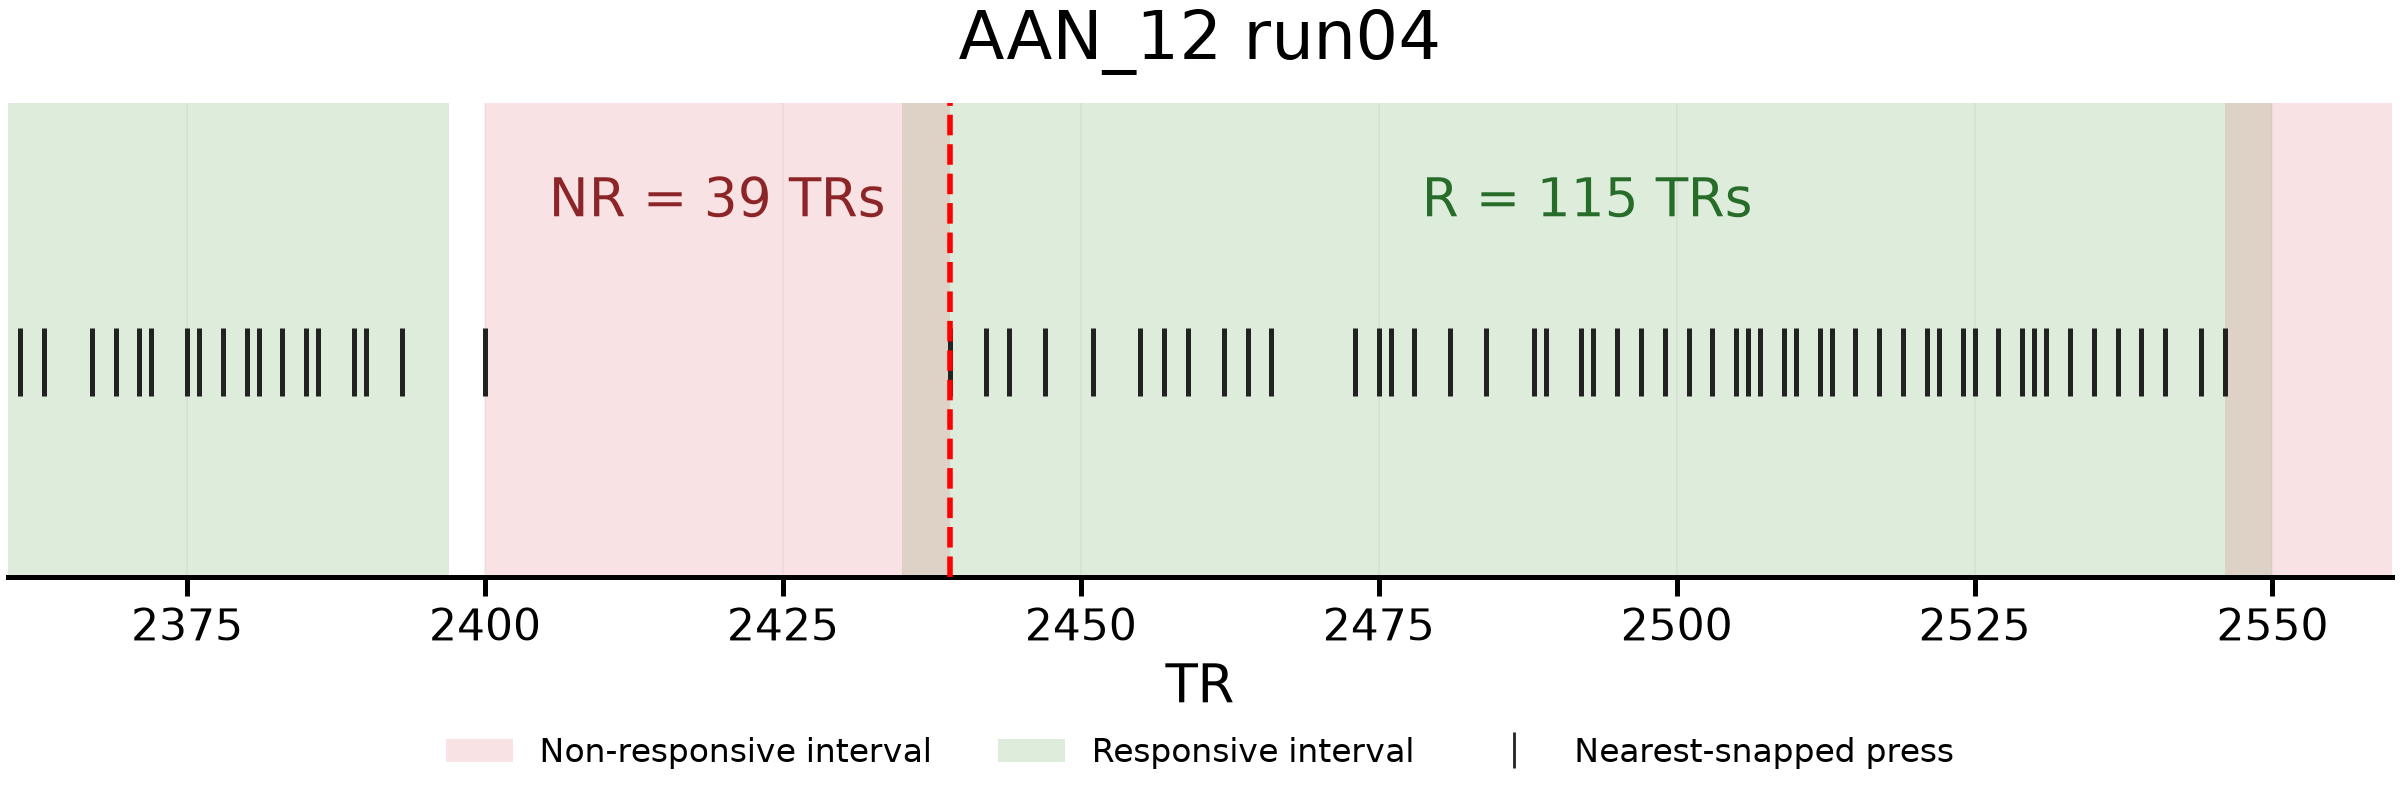 AAN_12 run04
NR = 39 TRs
R = 115 TRs
2375 2400 2425 2450 2475 2500 2525 2550
TR
Non-responsive interval Responsive interval Nearest-snapped press